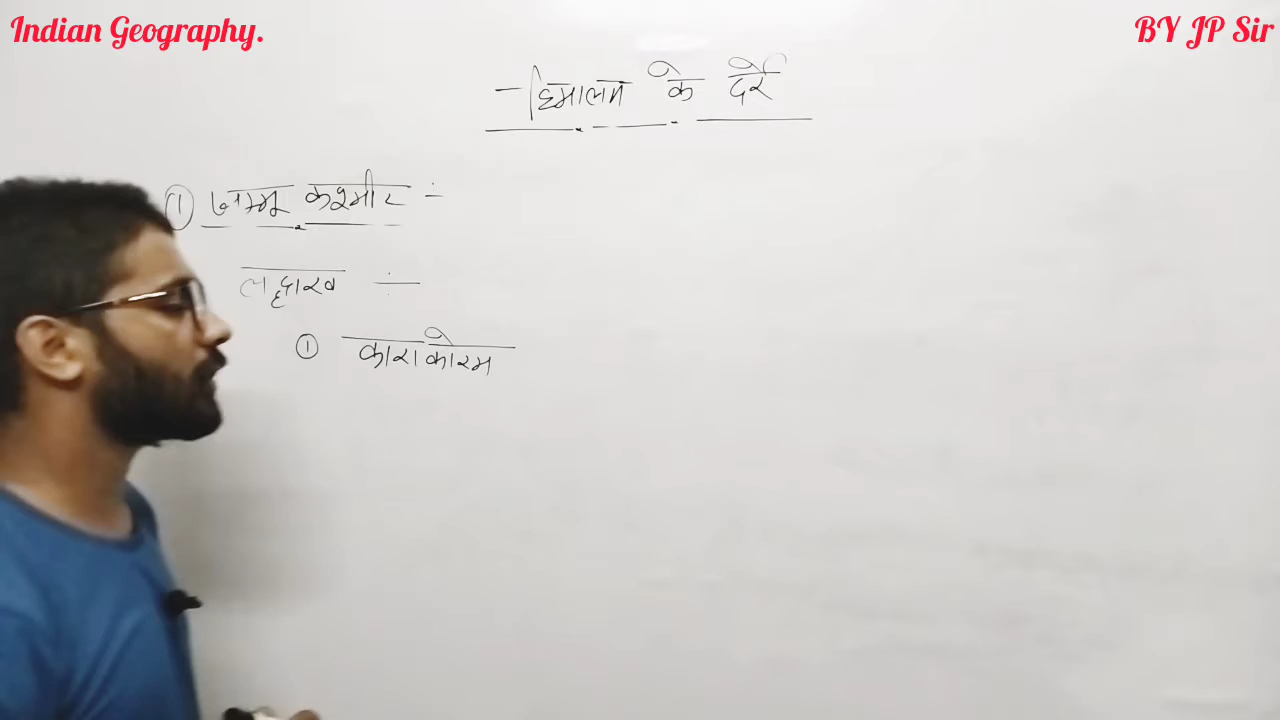 Indian Geography.
BY JP Sir
हिमालय के दर्रे
① जम्मू कश्मीर ÷
लद्दाख ÷
① काराकोरम